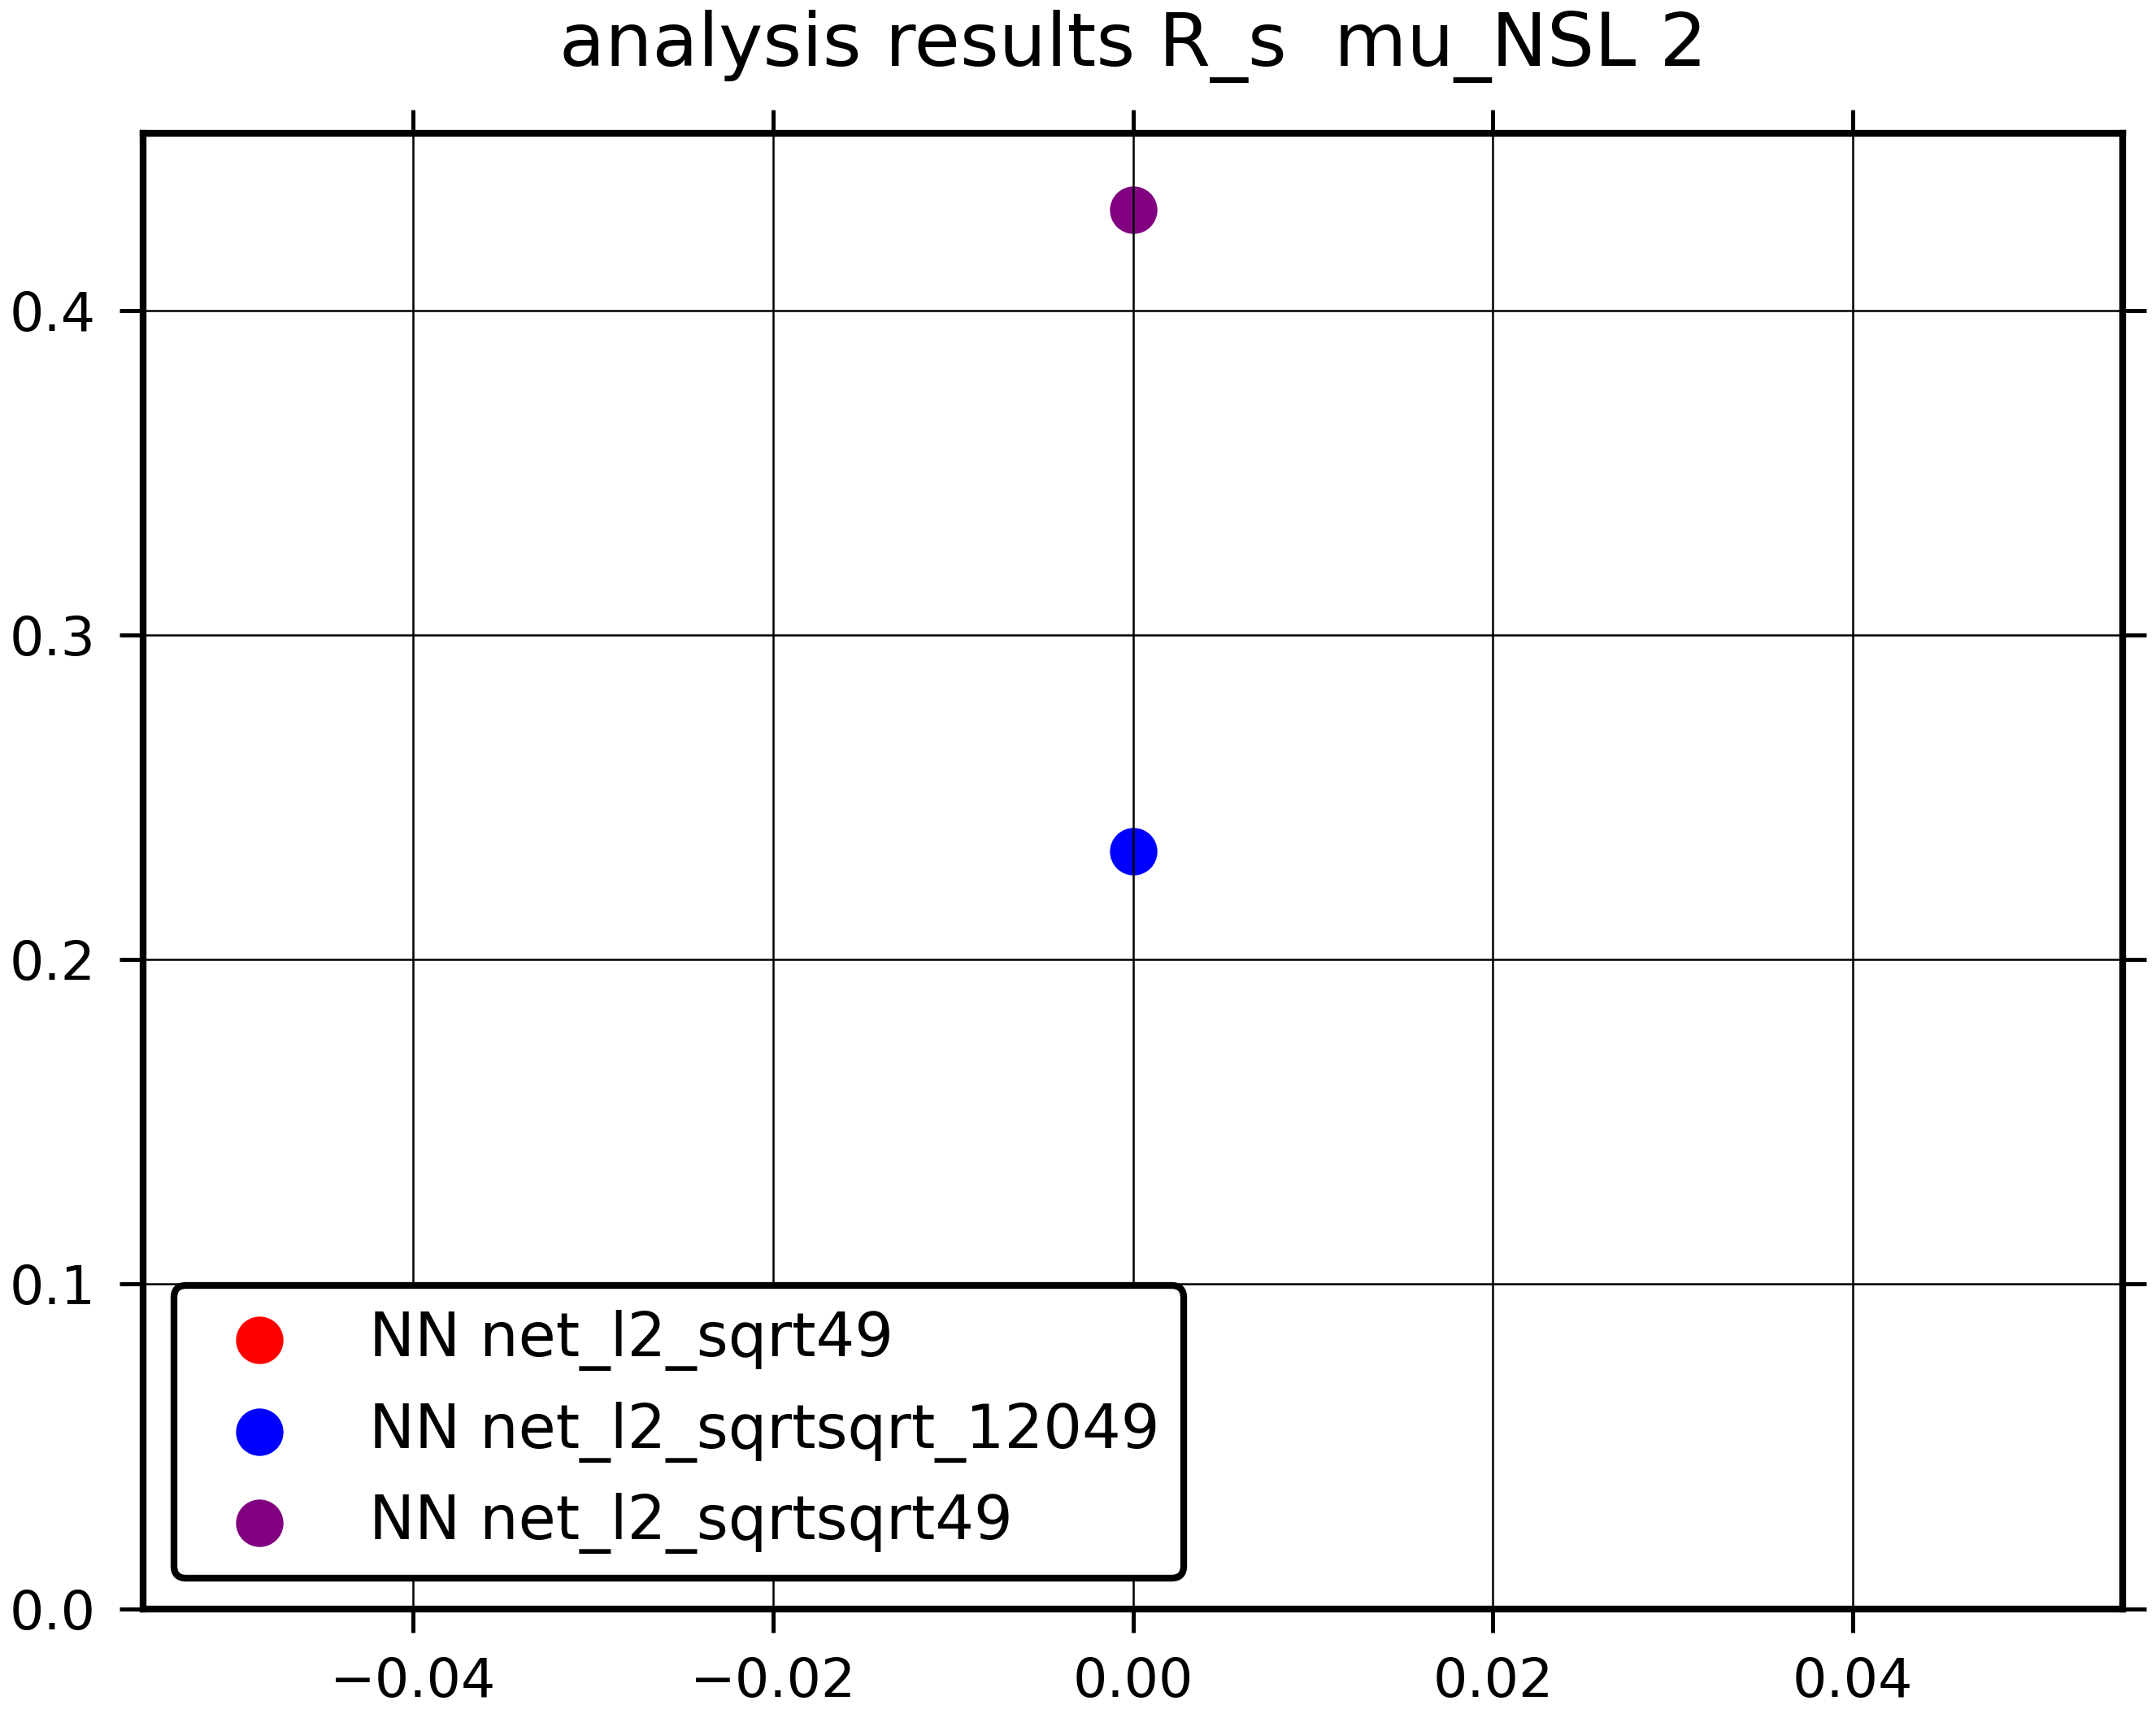 analysis results R_s  mu_NSL 2
0.4
0.3
0.2
0.1
0.0
NN net_l2_sqrt49
NN net_l2_sqrtsqrt_12049
NN net_l2_sqrtsqrt49
−0.04 −0.02 0.00 0.02 0.04